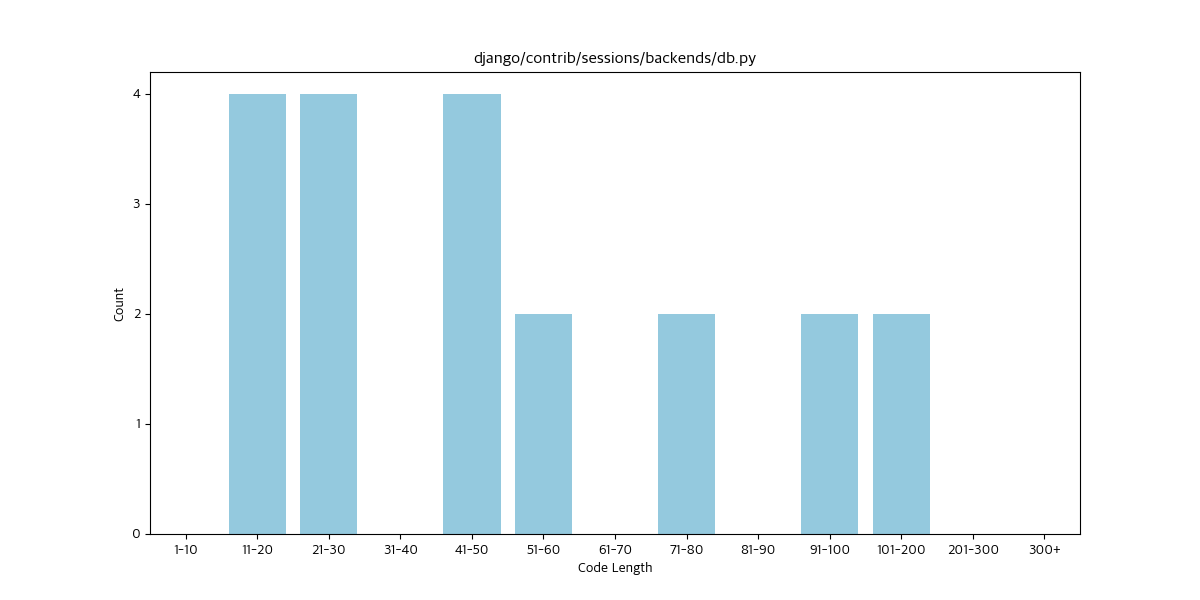 django/contrib/sessions/backends/db.py
4
3
2
1
0
Count
1-10 11-20 21-30 31-40 41-50 51-60 61-70 71-80 81-90 91-100 101-200 201-300 300+
Code Length